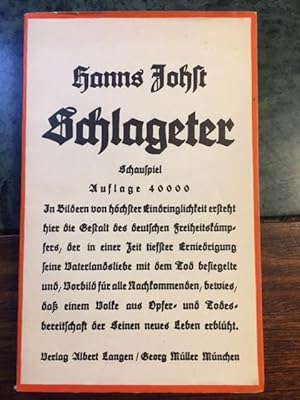 Hanns Johst
Schlageter
Schauspiel
Auflage 40000
In Bildern von höchster Eindringlichkeit ersteht
hier die Gestalt des deutschen Freiheitskämp-
fers, der in einer Zeit tiefster Erniedrigung
seine Vaterlandsliebe mit dem Tod besiegelte
und, Vorbild für alle Nachkommenden, bewies,
daß einem Volke aus Opfer- und Todes-
bereitschaft der Seinen neues Leben erblüht.
Verlag Albert Langen / Georg Müller München